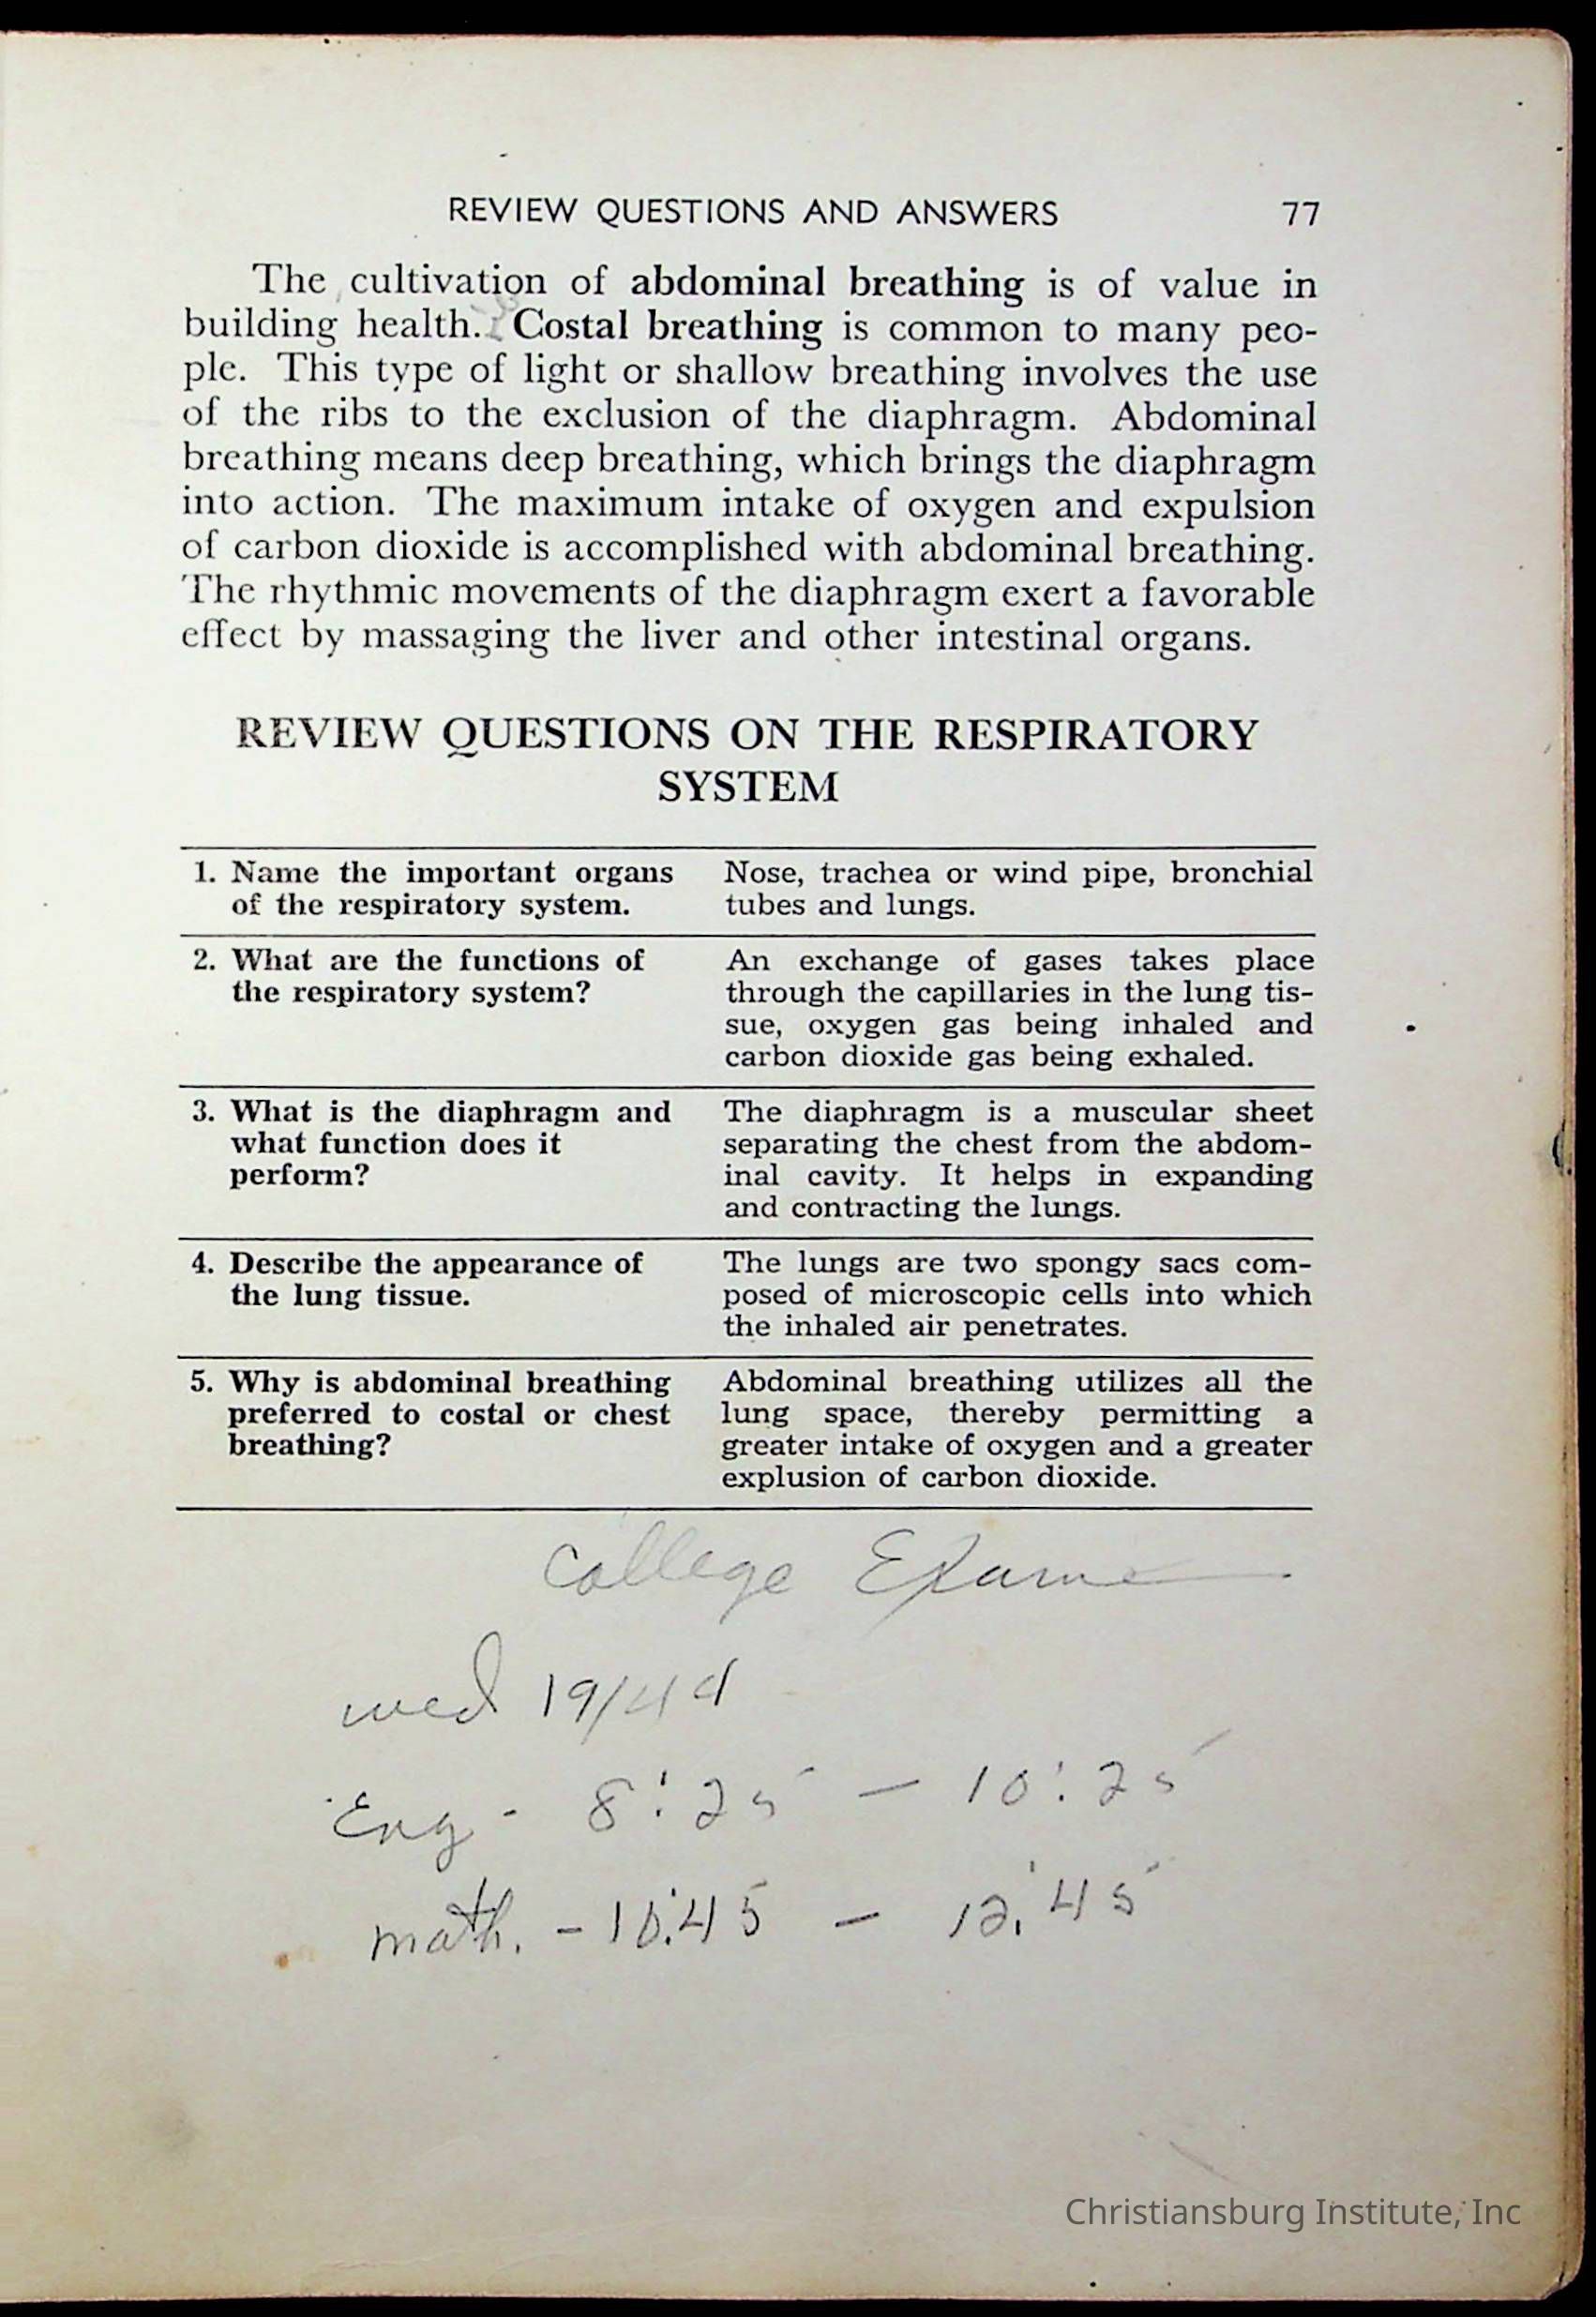 REVIEW QUESTIONS AND ANSWERS 77
The cultivation of abdominal breathing is of value in
building health. Costal breathing is common to many peo-
ple. This type of light or shallow breathing involves the use
of the ribs to the exclusion of the diaphragm. Abdominal
breathing means deep breathing, which brings the diaphragm
into action. The maximum intake of oxygen and expulsion
of carbon dioxide is accomplished with abdominal breathing.
The rhythmic movements of the diaphragm exert a favorable
effect by massaging the liver and other intestinal organs.
REVIEW QUESTIONS ON THE RESPIRATORY
SYSTEM
1. Name the important organs
of the respiratory system.
Nose, trachea or wind pipe, bronchial
tubes and lungs.
2. What are the functions of
the respiratory system?
An exchange of gases takes place
through the capillaries in the lung tis-
sue, oxygen gas being inhaled and
carbon dioxide gas being exhaled.
3. What is the diaphragm and
what function does it
perform?
The diaphragm is a muscular sheet
separating the chest from the abdom-
inal cavity. It helps in expanding
and contracting the lungs.
4. Describe the appearance of
the lung tissue.
The lungs are two spongy sacs com-
posed of microscopic cells into which
the inhaled air penetrates.
5. Why is abdominal breathing
preferred to costal or chest
breathing?
Abdominal breathing utilizes all the
lung space, thereby permitting a
greater intake of oxygen and a greater
explusion of carbon dioxide.
College
wed 19/44
Eng - 8:25 — 10:25
math. - 10:45 — 12:45
Christiansburg Institute, Inc